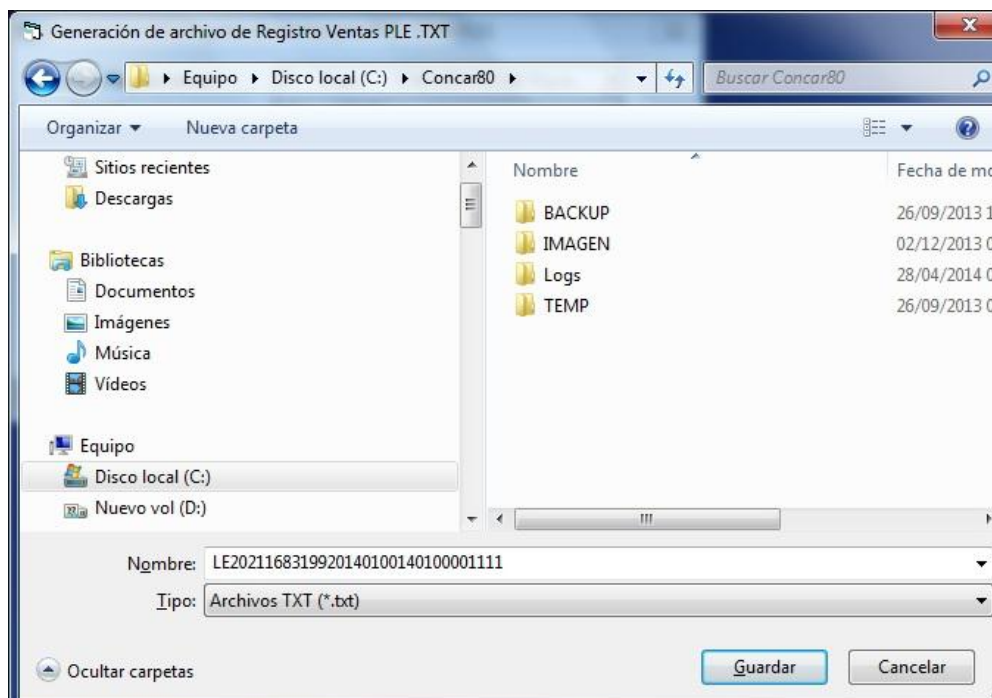 Generación de archivo de Registro Ventas PLE .TXT
Equipo Disco local (C:) Concar80
Buscar Concar80
Organizar Nueva carpeta
Sitios recientes
Descargas
Bibliotecas
Documentos
Imágenes
Música
Vídeos
Equipo
Disco local (C:)
Nuevo vol (D:)
Nombre Fecha de mo
BACKUP 26/09/2013 1
IMAGEN 02/12/2013 0
Logs 28/04/2014 0
TEMP 26/09/2013 0
Nombre: LE2021168319920140100140100001111
Tipo: Archivos TXT (*.txt)
Ocultar carpetas Guardar Cancelar